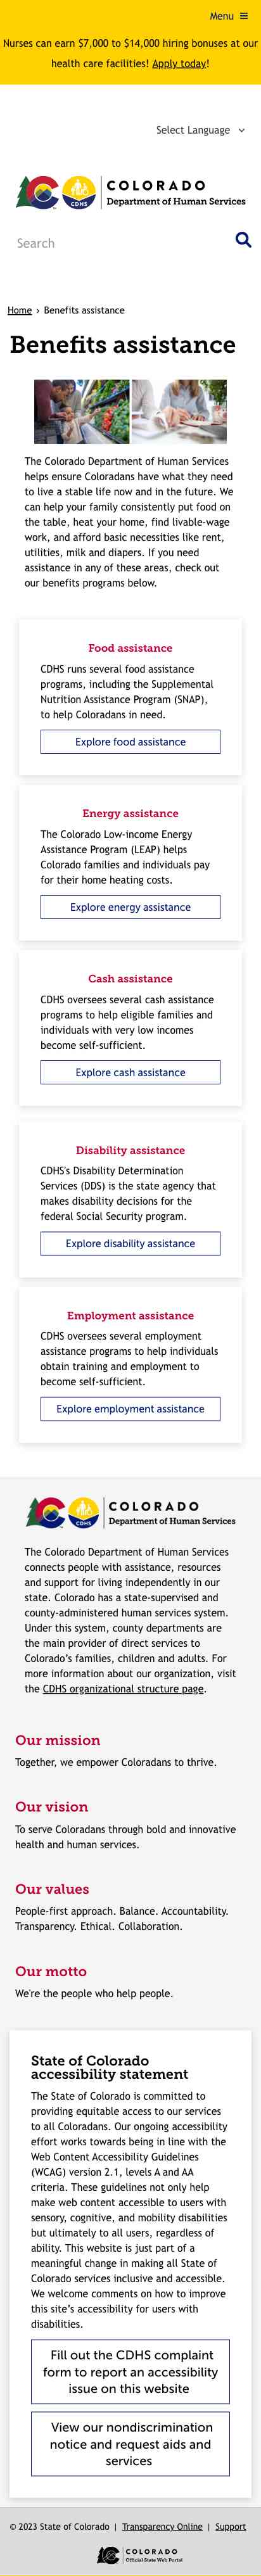 Menu
Nurses can earn $7,000 to $14,000 hiring bonuses at our
health care facilities! Apply today!
Select Language
CDHS
COLORADO
Department of Human Services
Search
Home › Benefits assistance
Benefits assistance
The Colorado Department of Human Services
helps ensure Coloradans have what they need
to live a stable life now and in the future. We
can help your family consistently put food on
the table, heat your home, find livable-wage
work, and afford basic necessities like rent,
utilities, milk and diapers. If you need
assistance in any of these areas, check out
our benefits programs below.
Food assistance
CDHS runs several food assistance
programs, including the Supplemental
Nutrition Assistance Program (SNAP),
to help Coloradans in need.
Explore food assistance
Energy assistance
The Colorado Low-income Energy
Assistance Program (LEAP) helps
Colorado families and individuals pay
for their home heating costs.
Explore energy assistance
Cash assistance
CDHS oversees several cash assistance
programs to help eligible families and
individuals with very low incomes
become self-sufficient.
Explore cash assistance
Disability assistance
CDHS's Disability Determination
Services (DDS) is the state agency that
makes disability decisions for the
federal Social Security program.
Explore disability assistance
Employment assistance
CDHS oversees several employment
assistance programs to help individuals
obtain training and employment to
become self-sufficient.
Explore employment assistance
CDHS
COLORADO
Department of Human Services
The Colorado Department of Human Services
connects people with assistance, resources
and support for living independently in our
state. Colorado has a state-supervised and
county-administered human services system.
Under this system, county departments are
the main provider of direct services to
Colorado’s families, children and adults. For
more information about our organization, visit
the CDHS organizational structure page.
Our mission
Together, we empower Coloradans to thrive.
Our vision
To serve Coloradans through bold and innovative
health and human services.
Our values
People-first approach. Balance. Accountability.
Transparency. Ethical. Collaboration.
Our motto
We're the people who help people.
State of Colorado
accessibility statement
The State of Colorado is committed to
providing equitable access to our services
to all Coloradans. Our ongoing accessibility
effort works towards being in line with the
Web Content Accessibility Guidelines
(WCAG) version 2.1, levels A and AA
criteria. These guidelines not only help
make web content accessible to users with
sensory, cognitive, and mobility disabilities
but ultimately to all users, regardless of
ability. This website is just part of a
meaningful change in making all State of
Colorado services inclusive and accessible.
We welcome comments on how to improve
this site’s accessibility for users with
disabilities.
Fill out the CDHS complaint
form to report an accessibility
issue on this website
View our nondiscrimination
notice and request aids and
services
© 2023 State of Colorado | Transparency Online | Support
COLORADO
Official State Web Portal